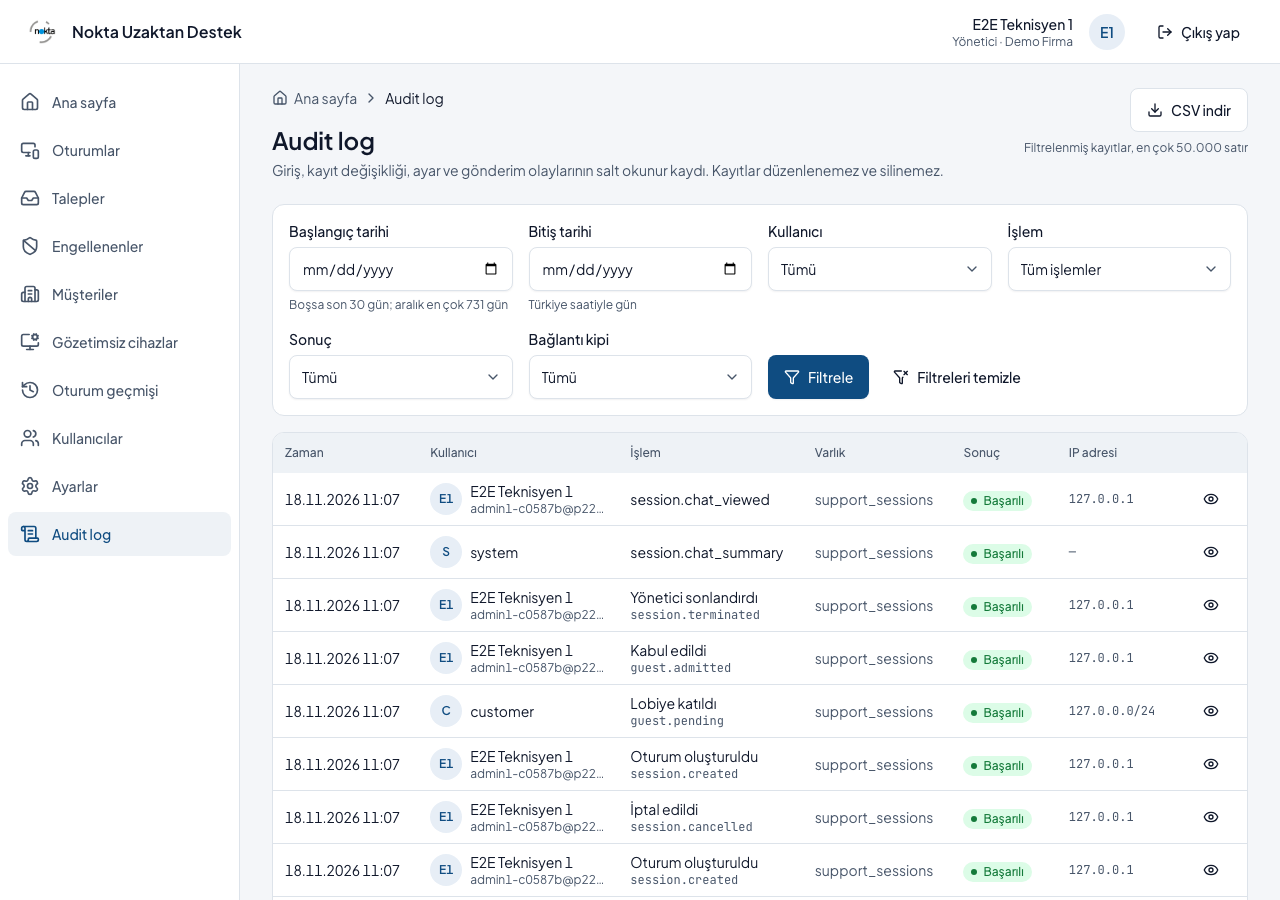 nokta
Nokta Uzaktan Destek
E2E Teknisyen 1
Yönetici · Demo Firma
E1
Çıkış yap
Ana sayfa
Oturumlar
Talepler
Engellenenler
Müşteriler
Gözetimsiz cihazlar
Oturum geçmişi
Kullanıcılar
Ayarlar
Audit log
Ana sayfa > Audit log
CSV indir
Filtrelenmiş kayıtlar, en çok 50.000 satır
Audit log
Giriş, kayıt değişikliği, ayar ve gönderim olaylarının salt okunur kaydı. Kayıtlar düzenlenemez ve silinemez.
Başlangıç tarihi Bitiş tarihi Kullanıcı İşlem
mm/dd/yyyy mm/dd/yyyy Tümü Tüm işlemler
Boşsa son 30 gün; aralık en çok 731 gün Türkiye saatiyle gün
Sonuç Bağlantı kipi
Tümü Tümü Filtrele Filtreleri temizle
Zaman Kullanıcı İşlem Varlık Sonuç IP adresi
18.11.2026 11:07 E1 E2E Teknisyen 1 session.chat_viewed support_sessions Başarılı 127.0.0.1
admin1-c0587b@p22…
18.11.2026 11:07 S system session.chat_summary support_sessions Başarılı –
18.11.2026 11:07 E1 E2E Teknisyen 1 Yönetici sonlandırdı support_sessions Başarılı 127.0.0.1
admin1-c0587b@p22… session.terminated
18.11.2026 11:07 E1 E2E Teknisyen 1 Kabul edildi support_sessions Başarılı 127.0.0.1
admin1-c0587b@p22… guest.admitted
18.11.2026 11:07 C customer Lobiye katıldı support_sessions Başarılı 127.0.0.0/24
guest.pending
18.11.2026 11:07 E1 E2E Teknisyen 1 Oturum oluşturuldu support_sessions Başarılı 127.0.0.1
admin1-c0587b@p22… session.created
18.11.2026 11:07 E1 E2E Teknisyen 1 İptal edildi support_sessions Başarılı 127.0.0.1
admin1-c0587b@p22… session.cancelled
18.11.2026 11:07 E1 E2E Teknisyen 1 Oturum oluşturuldu support_sessions Başarılı 127.0.0.1
admin1-c0587b@p22… session.created